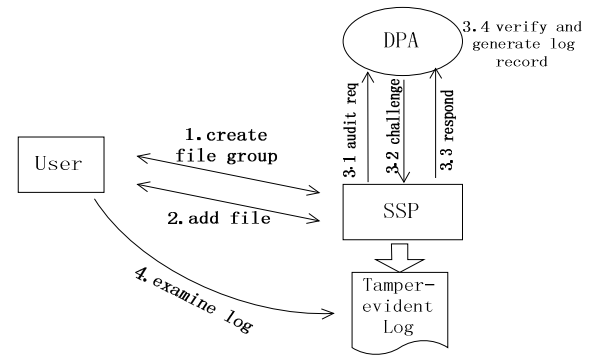 DPA
3.4 verify and
generate log
record
3.1 audit req
3.2 challenge
3.3 respond
1.create
file group
User
SSP
2.add file
Tamper-
evident
Log
4.examine log